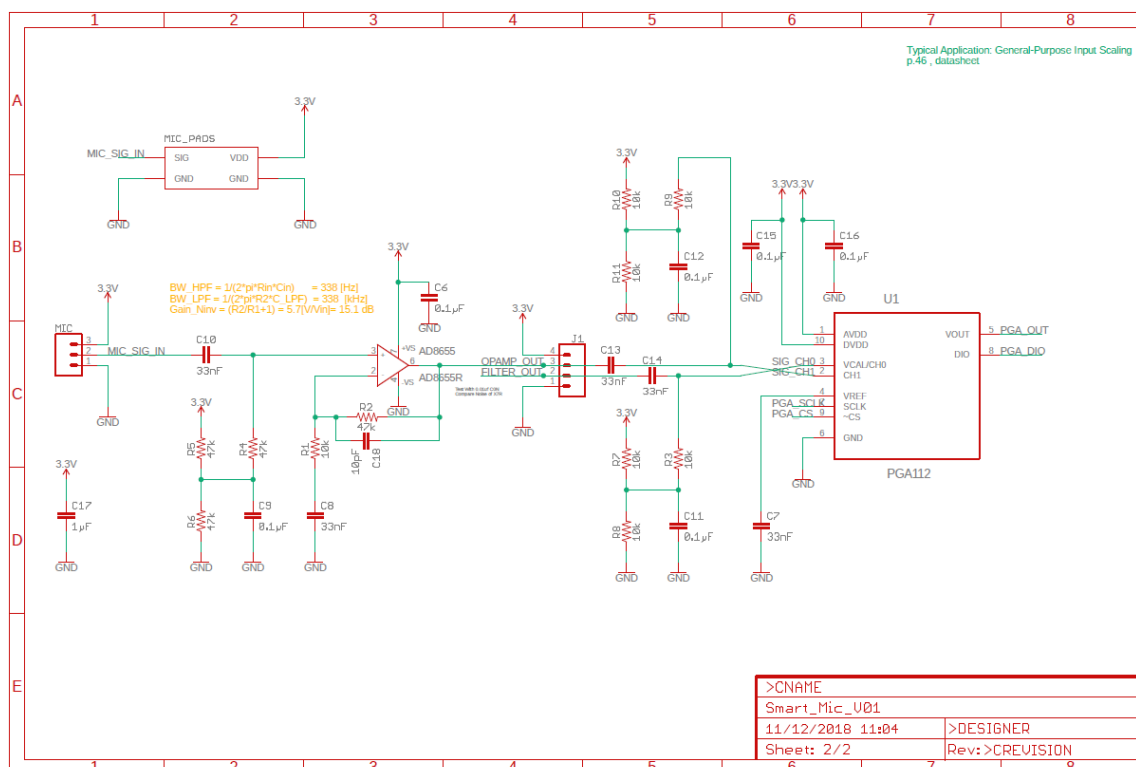 1 2 3 4 5 6 7 8
Typical Application: General-Purpose Input Scaling
p.46 , datasheet
A
3.3V
MIC_PADS
MIC_SIG_IN
SIG VDD
GND GND
GND GND
3.3V
R10
10k
R9
10k
3.3V 3.3V
B
R11
10k
C12
0.1µF
C15
0.1µF
C16
0.1µF
GND GND
GND GND
BW_HPF = 1/(2*pi*Rin*Cin) = 338 [Hz]
BW_LPF = 1/(2*pi*R2*C_LPF) = 338 [kHz]
Gain_Ninv = (R2/R1+1) = 5.7[V/Vin]= 15.1 dB
3.3V
3.3V
C6
0.1µF
GND
U1
MIC
3
2
1
MIC_SIG_IN
C10
33nF
3
2
+
-
7
+VS
AD8655
6
AD8655R
-VS
4
GND
OPAMP_OUT
FILTER_OUT
J1
4
3
2
1
3.3V
GND
C13
33nF
C14
33nF
SIG_CH0
SIG_CH1
PGA_SCLK
PGA_CS
1 AVDD
10 DVDD
3 VCAL/CH0
2 CH1
4 VREF
7 SCLK
9 ~CS
6 GND
VOUT 5 PGA_OUT
DIO 8 PGA_DIO
PGA112
GND
C
GND
3.3V
R5
47k
R4
47k
R1
10k
R2
47k
10pF
C18
3.3V
R7
10k
R3
10k
3.3V
C17
1µF
GND
R6
47k
C9
0.1µF
C8
33nF
GND GND GND
R8
10k
C11
0.1µF
GND GND
C7
33nF
GND
D
E
>CNAME
Smart_Mic_V01
11/12/2018 11:04 >DESIGNER
Sheet: 2/2 Rev:>CREVISION
1 2 3 4 5 6 7 8